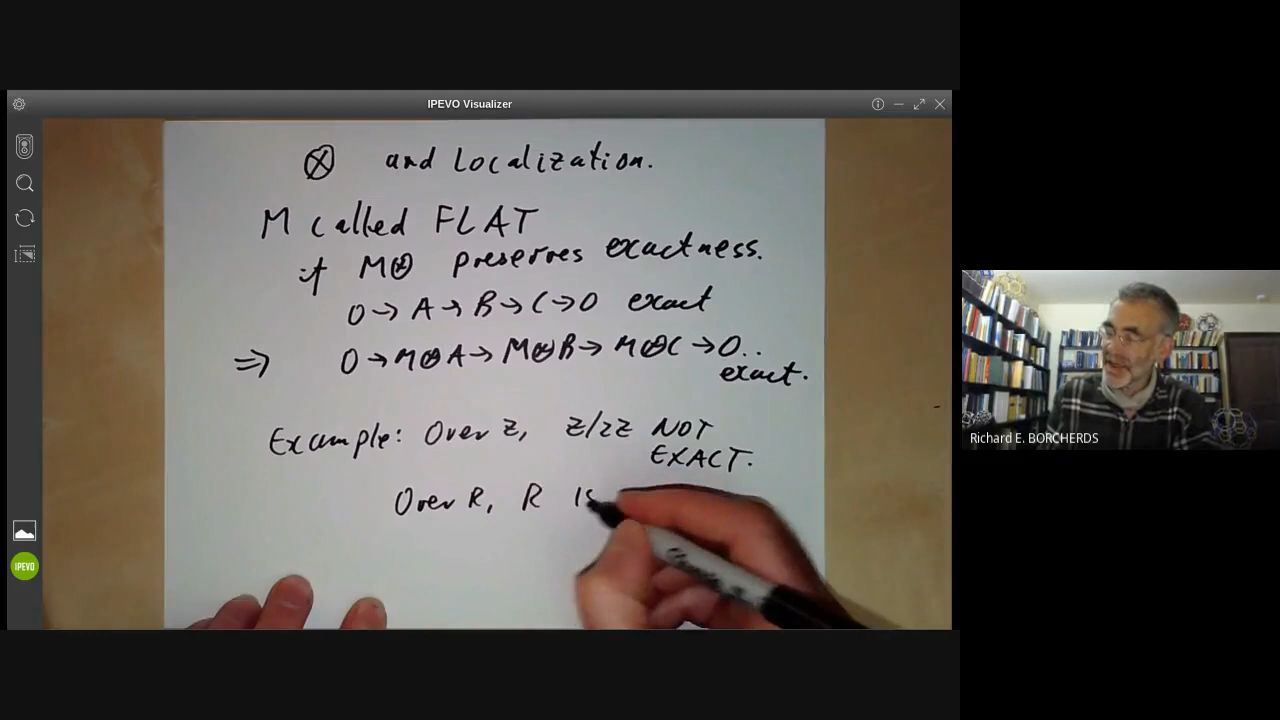 IPEVO Visualizer
⊗ and Localization.
M called FLAT
if M⊗ preserves exactness.
0→A→B→C→0 exact
⇒ 0→M⊗A→M⊗B→M⊗C→0..
exact.
Example: Over Z, Z/2Z NOT
EXACT.
Over R, R is
Richard E. BORCHERDS
iPEVO